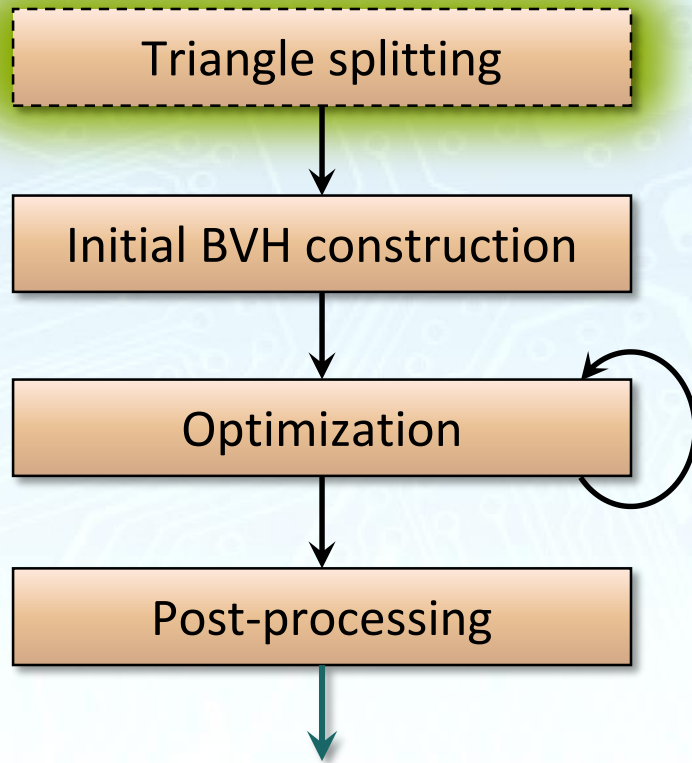 Triangle splitting
Initial BVH construction
Optimization
Post-processing